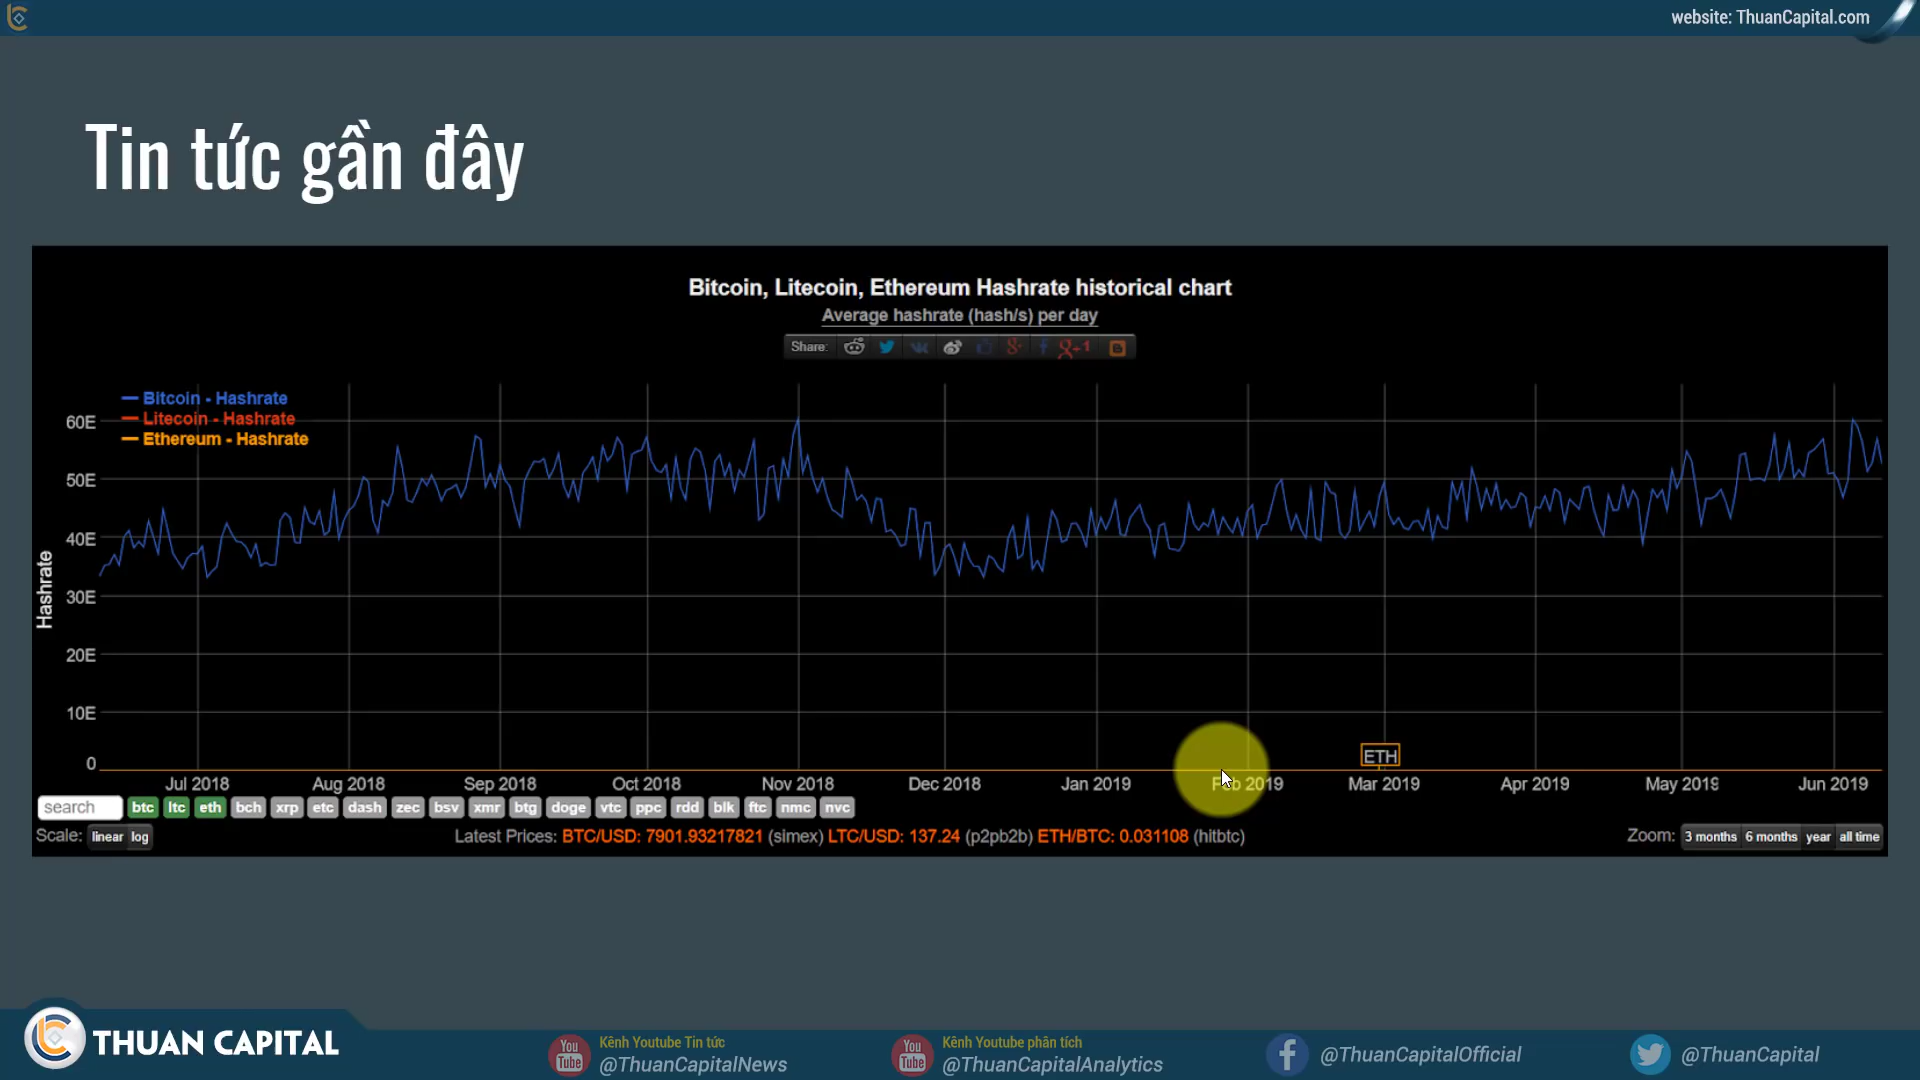 website: ThuanCapital.com
Tin tức gần đây
Bitcoin, Litecoin, Ethereum Hashrate historical chart
Average hashrate (hash/s) per day
Share: g+1
Bitcoin - Hashrate
Litecoin - Hashrate
Ethereum - Hashrate
60E
50E
40E
30E
20E
10E
0
Hashrate
ETH
Jul 2018 Aug 2018 Sep 2018 Oct 2018 Nov 2018 Dec 2018 Jan 2019 Feb 2019 Mar 2019 Apr 2019 May 2019 Jun 2019
search btc ltc eth bch xrp etc dash zec bsv xmr btg doge vtc ppc rdd blk ftc nmc nvc
Scale: linear log Latest Prices: BTC/USD: 7901.93217821 (simex) LTC/USD: 137.24 (p2pb2b) ETH/BTC: 0.031108 (hitbtc) Zoom: 3 months 6 months year all time
THUAN CAPITAL
You Tube Kênh Youtube Tin tức
@ThuanCapitalNews
You Tube Kênh Youtube phân tích
@ThuanCapitalAnalytics
@ThuanCapitalOfficial
@ThuanCapital